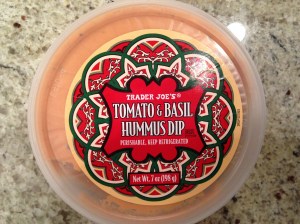 TRADER JOE'S®
TOMATO & BASIL
HUMMUS DIP
PERISHABLE, KEEP REFRIGERATED
Net Wt. 7 oz (198 g)